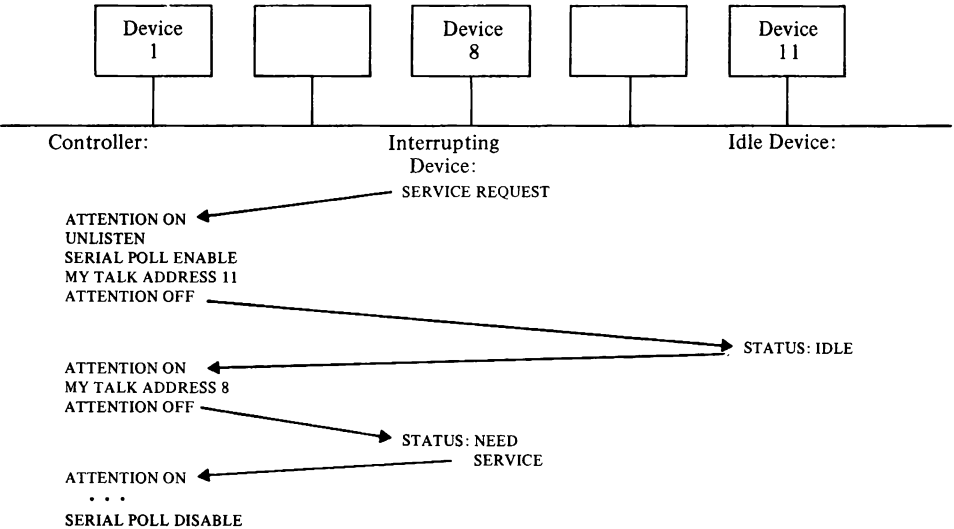 Device
1
Device
8
Device
11
Controller:
Interrupting
Device:
Idle Device:
SERVICE REQUEST
ATTENTION ON
UNLISTEN
SERIAL POLL ENABLE
MY TALK ADDRESS 11
ATTENTION OFF
STATUS: IDLE
ATTENTION ON
MY TALK ADDRESS 8
ATTENTION OFF
STATUS: NEED
SERVICE
ATTENTION ON
. . .
SERIAL POLL DISABLE